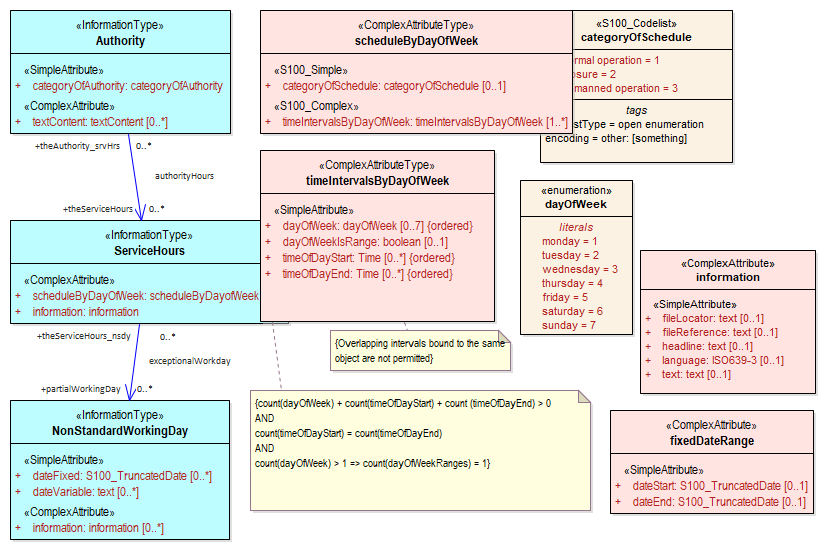 «InformationType»
Authority
«SimpleAttribute»
+ categoryOfAuthority: categoryOfAuthority
«ComplexAttribute»
+ textContent: textContent [0..*]
+theAuthority_srvHrs 0..*
authorityHours
+theServiceHours 0..*
«InformationType»
ServiceHours
«ComplexAttribute»
+ scheduleByDayOfWeek: scheduleByDayofWeek
+ information: information
+theServiceHours_nsdy 0..*
exceptionalWorkday
+partialWorkingDay 0..*
«InformationType»
NonStandardWorkingDay
«SimpleAttribute»
+ dateFixed: S100_TruncatedDate [0..*]
+ dateVariable: text [0..*]
«ComplexAttribute»
+ information: information [0..*]
«ComplexAttributeType»
scheduleByDayOfWeek
«S100_Simple»
+ categoryOfSchedule: categoryOfSchedule [0..1]
«S100_Complex»
+ timeIntervalsByDayOfWeek: timeIntervalsByDayOfWeek [1..*]
«ComplexAttributeType»
timeIntervalsByDayOfWeek
«SimpleAttribute»
+ dayOfWeek: dayOfWeek [0..7] {ordered}
+ dayOfWeekIsRange: boolean [0..1]
+ timeOfDayStart: Time [0..*] {ordered}
+ timeOfDayEnd: Time [0..*] {ordered}
{Overlapping intervals bound to the same
object are not permitted}
{count(dayOfWeek) + count(timeOfDayStart) + count (timeOfDayEnd) > 0
AND
count(timeOfDayStart) = count(timeOfDayEnd)
AND
count(dayOfWeek) > 1 => count(dayOfWeekRanges) = 1}
«S100_Codelist»
categoryOfSchedule
rmal operation = 1
osure = 2
manned operation = 3
tags
stType = open enumeration
encoding = other: [something]
«enumeration»
dayOfWeek
literals
monday = 1
tuesday = 2
wednesday = 3
thursday = 4
friday = 5
saturday = 6
sunday = 7
«ComplexAttribute»
information
«SimpleAttribute»
+ fileLocator: text [0..1]
+ fileReference: text [0..1]
+ headline: text [0..1]
+ language: ISO639-3 [0..1]
+ text: text [0..1]
«ComplexAttribute»
fixedDateRange
«SimpleAttribute»
+ dateStart: S100_TruncatedDate [0..1]
+ dateEnd: S100_TruncatedDate [0..1]